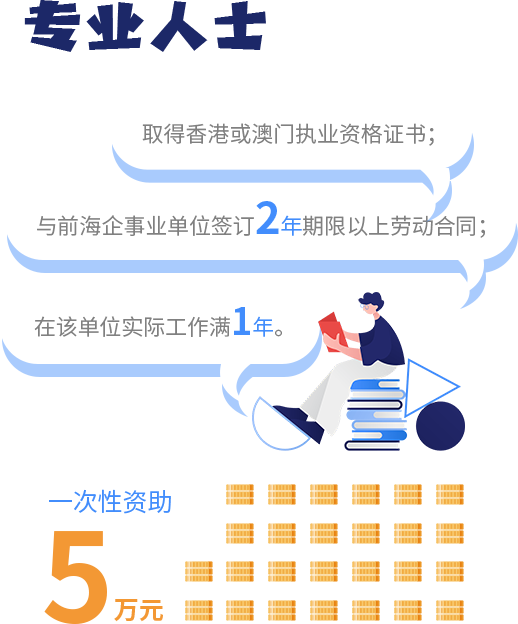 专业人士
取得香港或澳门执业资格证书；
与前海企事业单位签订2年期限以上劳动合同；
在该单位实际工作满1年。
一次性资助
5万元